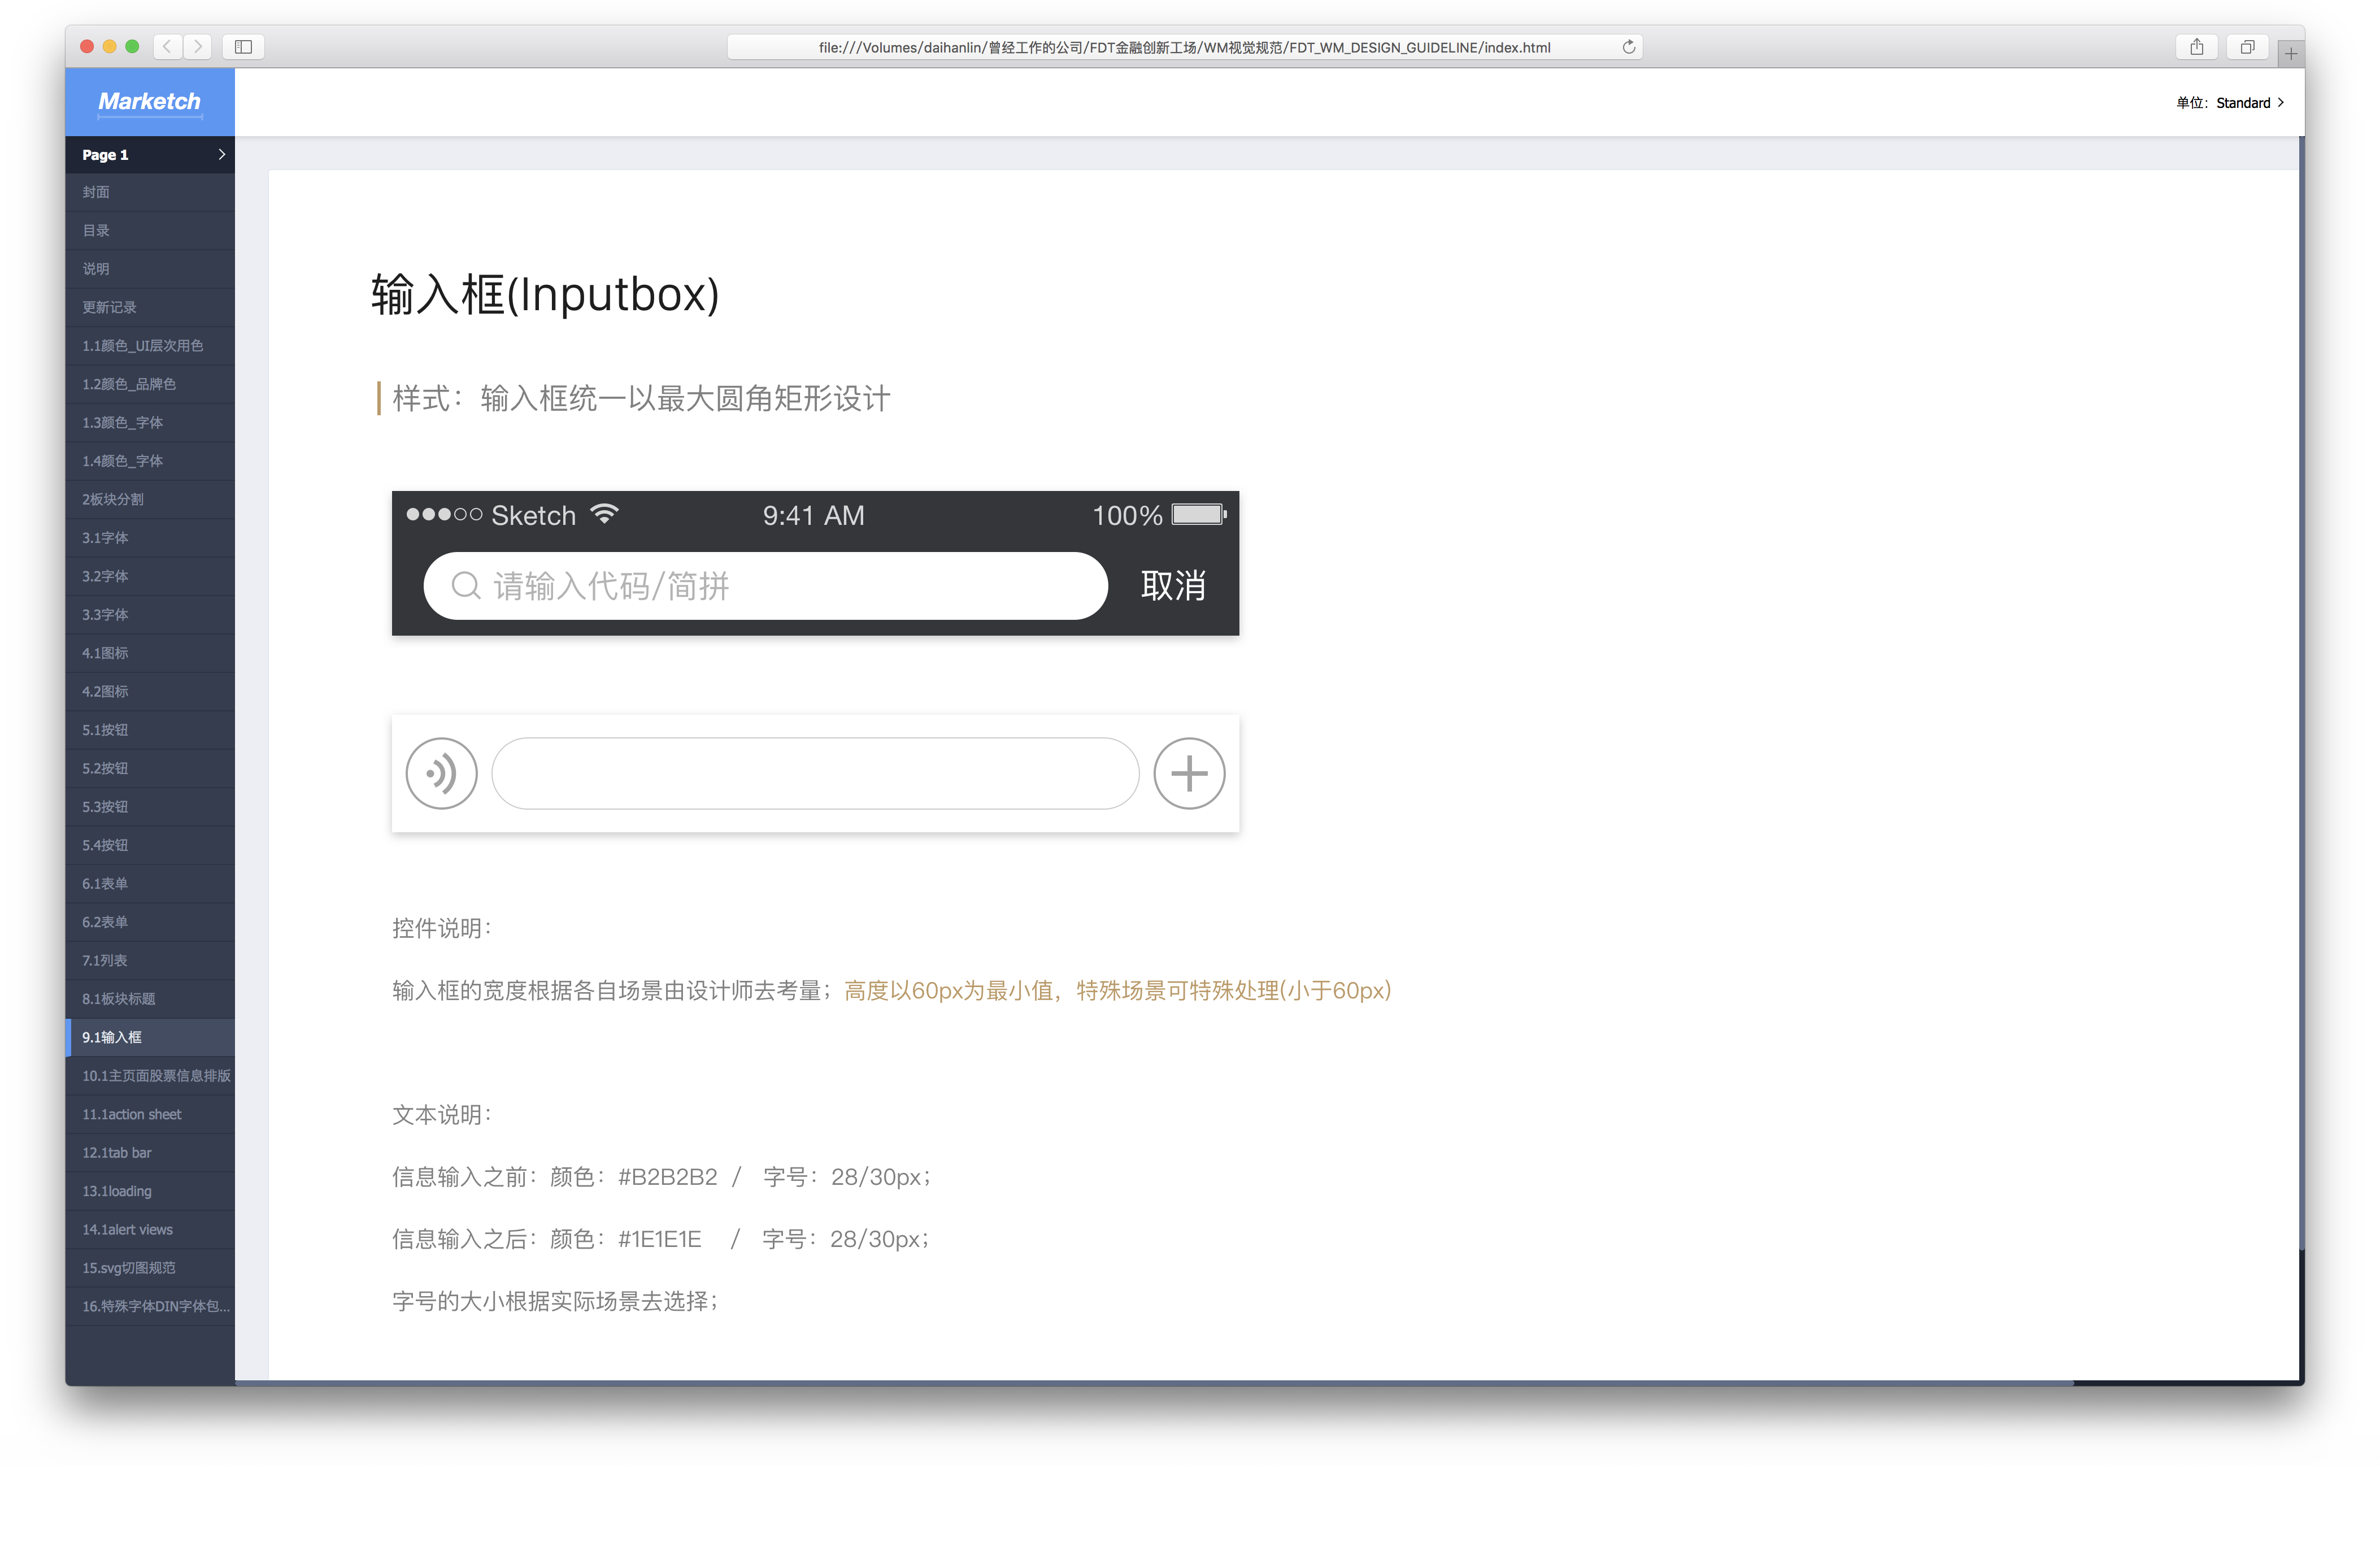 file:///Volumes/daihanlin/曾经工作的公司/FDT金融创新工场/WM视觉规范/FDT_WM_DESIGN_GUIDELINE/index.html
Marketch
单位：Standard
Page 1
封面
目录
说明
更新记录
1.1颜色_UI层次用色
1.2颜色_品牌色
1.3颜色_字体
1.4颜色_字体
2板块分割
3.1字体
3.2字体
3.3字体
4.1图标
4.2图标
5.1按钮
5.2按钮
5.3按钮
5.4按钮
6.1表单
6.2表单
7.1列表
8.1板块标题
9.1输入框
10.1主页面股票信息排版
11.1action sheet
12.1tab bar
13.1loading
14.1alert views
15.svg切图规范
16.特殊字体DIN字体包...
输入框(Inputbox)
样式：输入框统一以最大圆角矩形设计
Sketch 9:41 AM 100%
请输入代码/简拼 取消
控件说明：
输入框的宽度根据各自场景由设计师去考量；高度以60px为最小值，特殊场景可特殊处理(小于60px)
文本说明：
信息输入之前：颜色：#B2B2B2 / 字号：28/30px；
信息输入之后：颜色：#1E1E1E / 字号：28/30px；
字号的大小根据实际场景去选择；